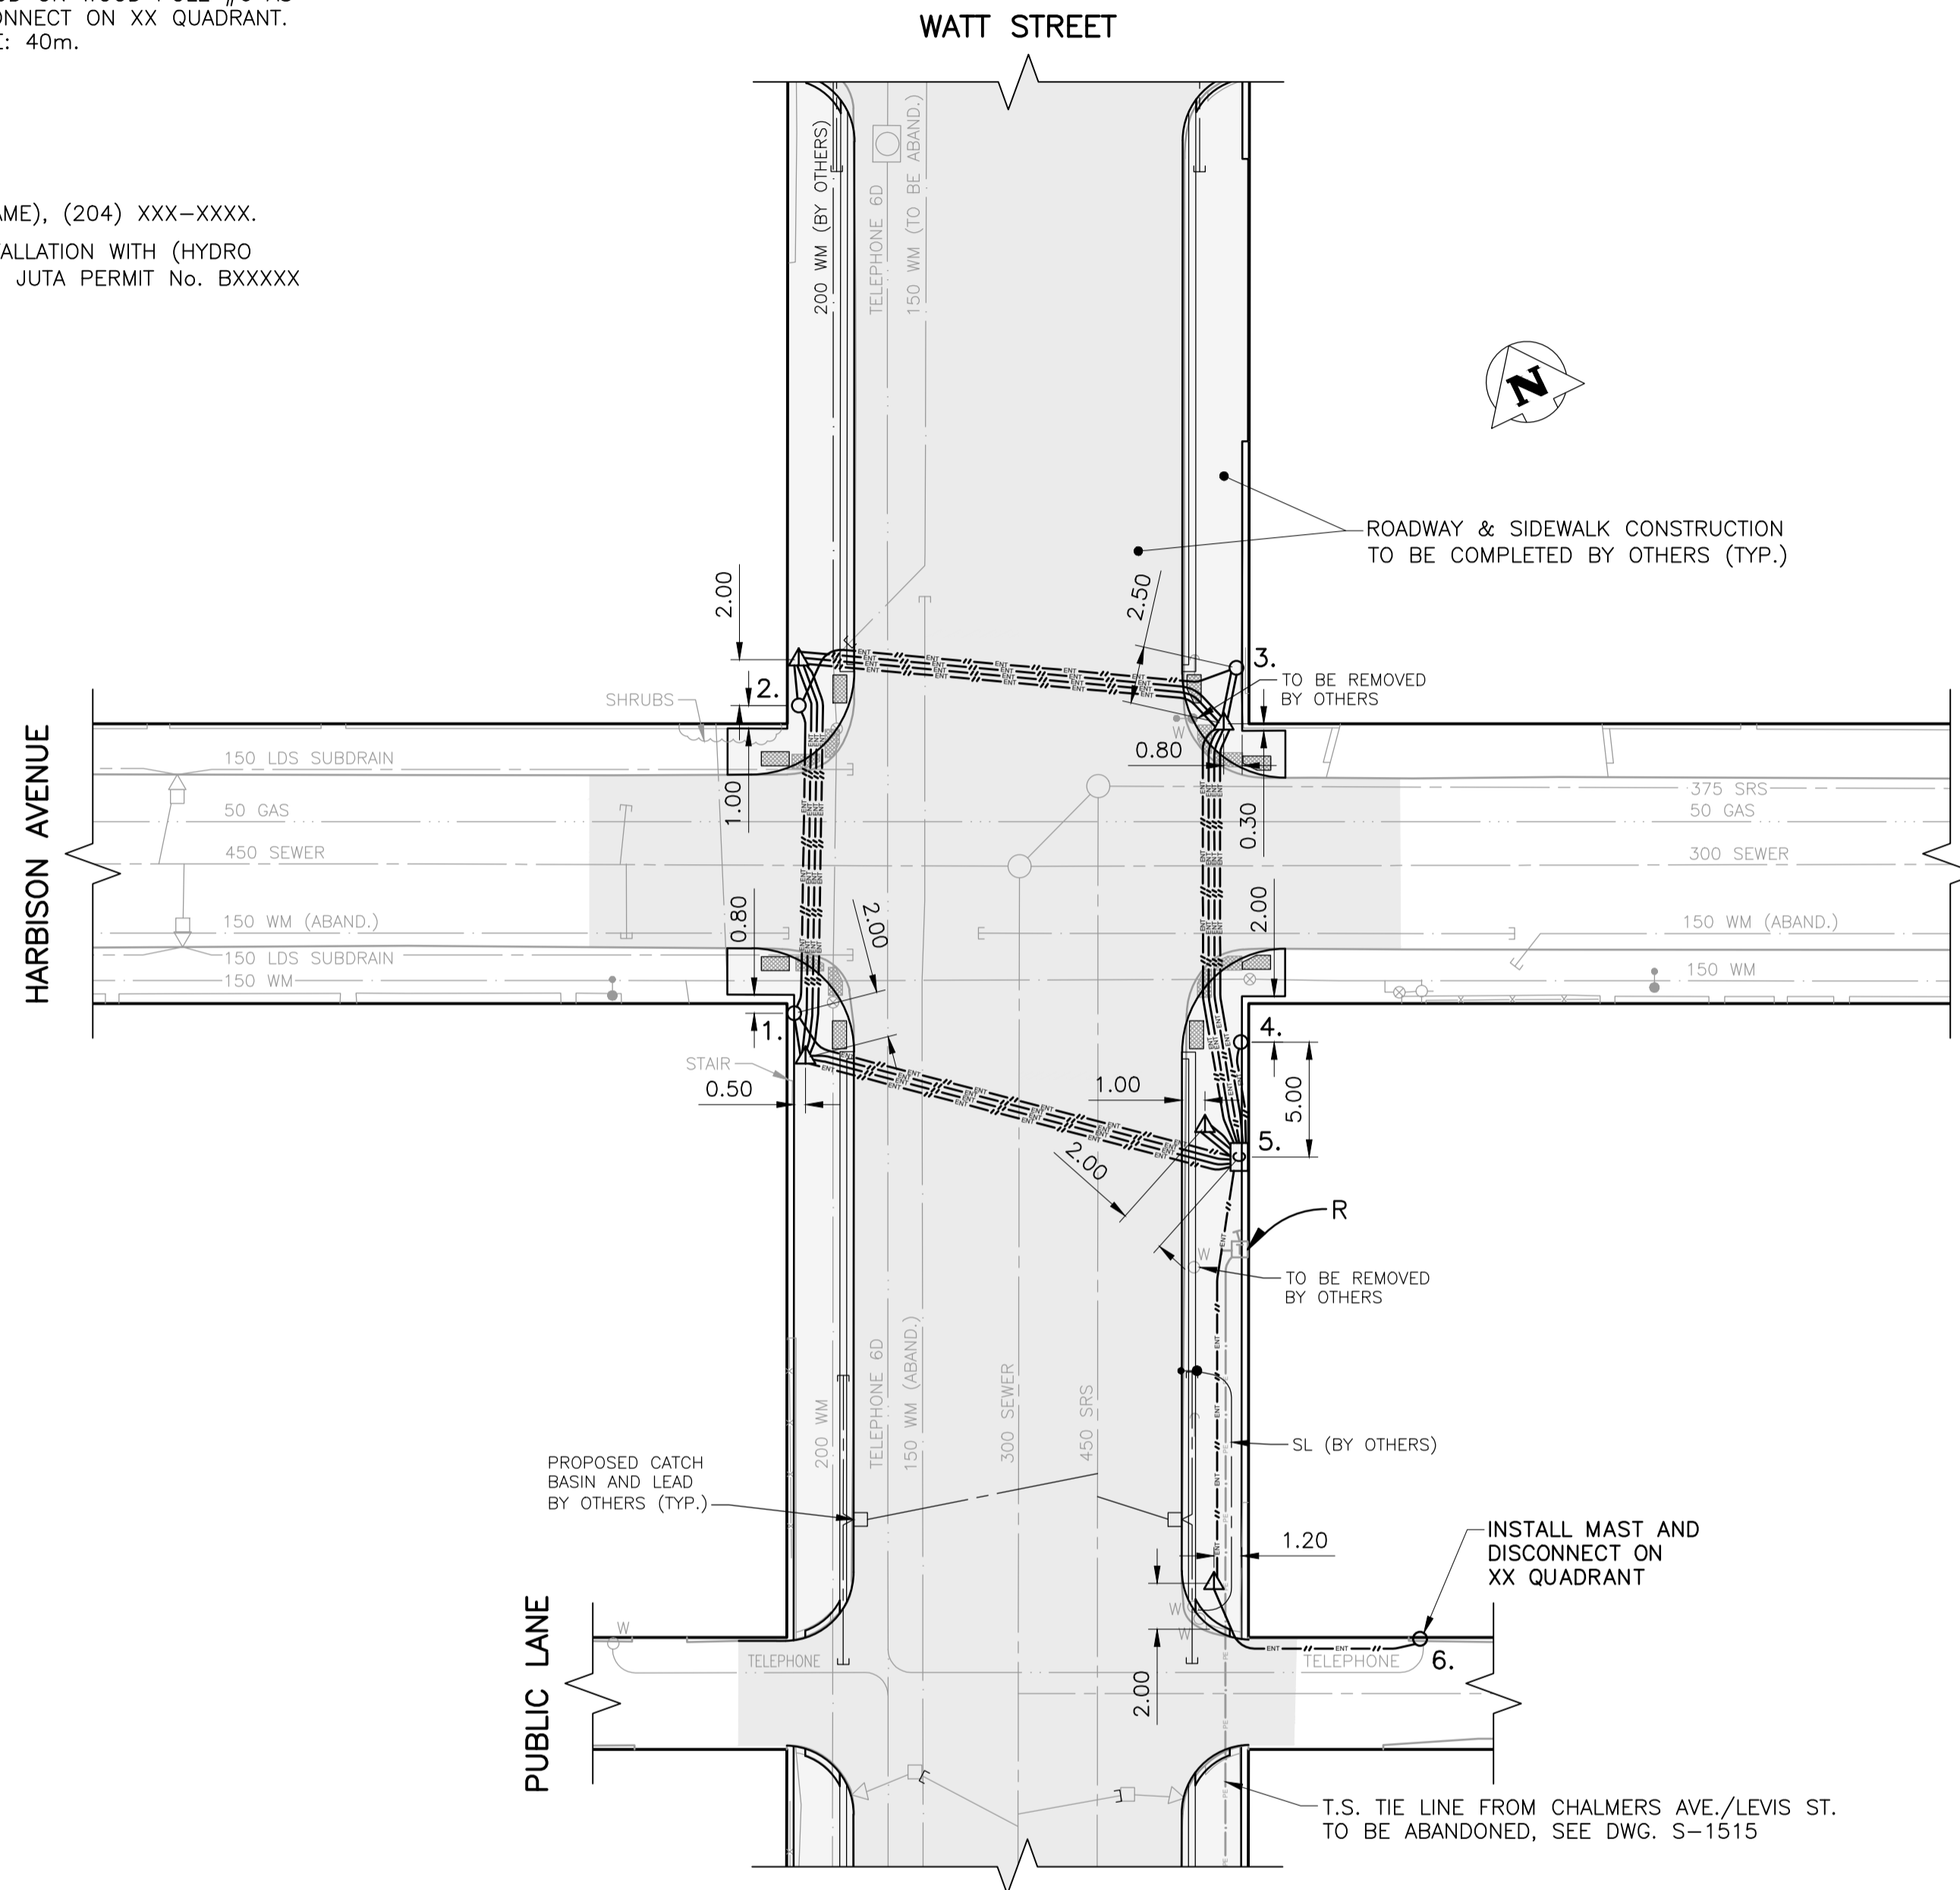 ONNECT ON XX QUADRANT.
E: 40m.
AME), (204) XXX-XXXX.
TALLATION WITH (HYDRO
JUTA PERMIT No. BXXXXX
WATT STREET
200 WM (BY OTHERS)
TELEPHONE 6D
150 WM (TO BE ABAND.)
N
ROADWAY & SIDEWALK CONSTRUCTION
TO BE COMPLETED BY OTHERS (TYP.)
2.00
2.50
3.
TO BE REMOVED
BY OTHERS
2.
SHRUBS
W
0.80
1.00
0.30
HARBISON AVENUE
150 LDS SUBDRAIN
50 GAS
450 SEWER
150 WM (ABAND.)
150 LDS SUBDRAIN
150 WM
375 SRS
50 GAS
300 SEWER
150 WM (ABAND.)
150 WM
0.80
2.00
2.00
1.
4.
STAIR
0.50
1.00
5.00
5.
C
2.00
R
W
TO BE REMOVED
BY OTHERS
200 WM
TELEPHONE 6D
150 WM (ABAND.)
300 SEWER
450 SRS
SL (BY OTHERS)
PROPOSED CATCH
BASIN AND LEAD
BY OTHERS (TYP.)
1.20
INSTALL MAST AND
DISCONNECT ON
XX QUADRANT
W
W
W
PUBLIC LANE
TELEPHONE
ENT
ENT
TELEPHONE
6.
2.00
T.S. TIE LINE FROM CHALMERS AVE./LEVIS ST.
TO BE ABANDONED, SEE DWG. S-1515